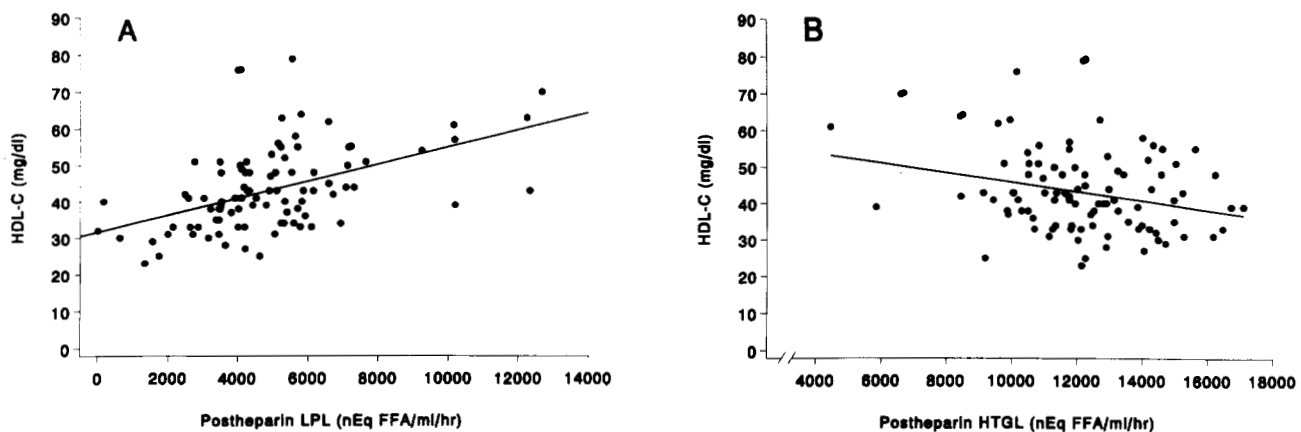 A
HDL-C (mg/dl)
90
80
70
60
50
40
30
20
10
0
0 2000 4000 6000 8000 10000 12000 14000
Postheparin LPL (nEq FFA/ml/hr)
B
HDL-C (mg/dl)
90
80
70
60
50
40
30
20
10
0
4000 6000 8000 10000 12000 14000 16000 18000
Postheparin HTGL (nEq FFA/ml/hr)